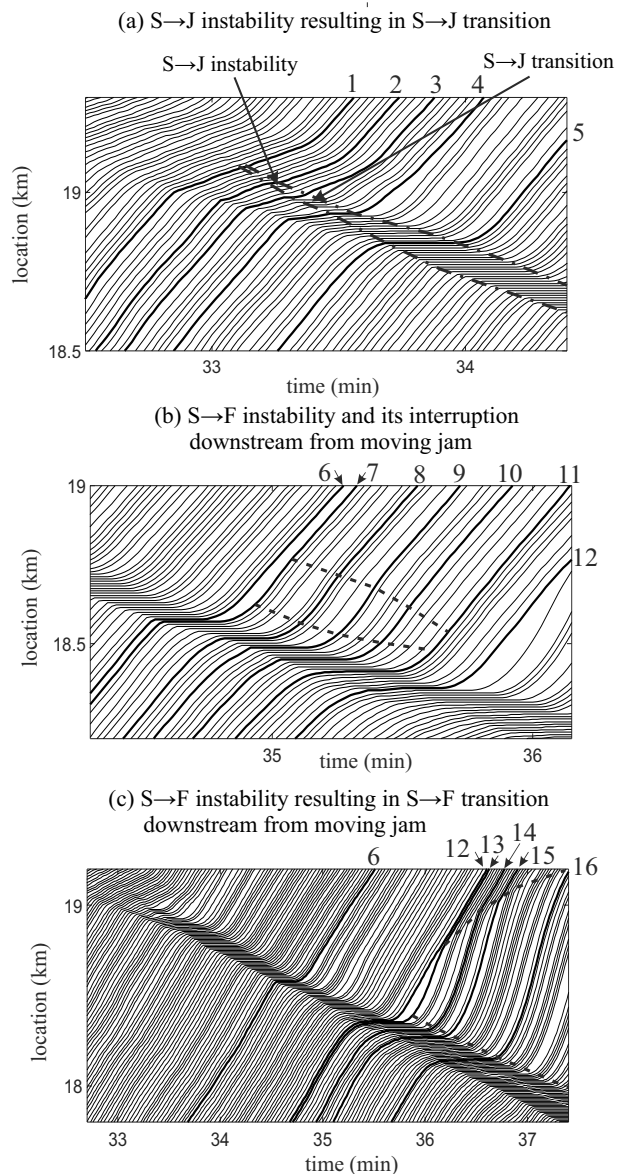 (a) S→J instability resulting in S→J transition
S→J instability
S→J transition
1 2 3 4
5
19
18.5
location (km)
33 34
time (min)
(b) S→F instability and its interruption
downstream from moving jam
6 7 8 9 10 11
12
19
18.5
location (km)
35 36
time (min)
(c) S→F instability resulting in S→F transition
downstream from moving jam
6 12 13 14 15 16
19
18
location (km)
33 34 35 36 37
time (min)